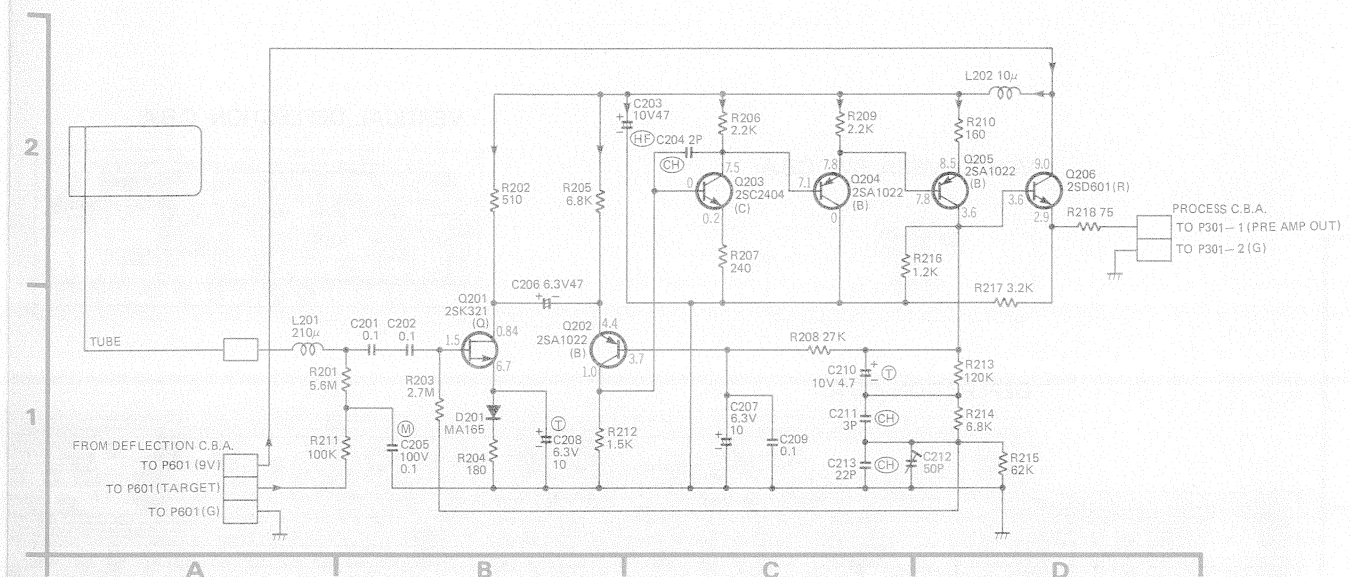 L202 10μ
C203
10V47
HF
C204 2P
CH
R206
2.2K
R209
2.2K
R210
160
2
R202
510
R205
6.8K
7.5
0
Q203
2SC2404
(C)
0.2
7.8
7.1
Q204
2SA1022
(B)
0
8.5
Q205
2SA1022
(B)
7.8
3.6
9.0
3.6
Q206
2SD601(R)
2.9
R218 75
PROCESS C.B.A.
TO P301-1 (PRE AMP OUT)
TO P301-2 (G)
R207
240
R216
1.2K
R217 3.2K
C206 6.3V47
+ -
TUBE
L201
210μ
C201
0.1
C202
0.1
Q201
2SK321
(Q)
1.5
0.84
6.7
Q202
2SA1022
(B)
4.4
3.7
1.0
R208 27K
R201
5.6M
R203
2.7M
C210
10V 4.7
T
R213
120K
1
D201
MA165
T
C208
6.3V
10
R212
1.5K
C207
6.3V
10
C209
0.1
C211
3P
CH
R214
6.8K
R211
100K
M
C205
100V
0.1
R204
180
C213
22P
CH
C212
50P
R215
62K
FROM DEFLECTION C.B.A.
TO P601 (9V)
TO P601(TARGET)
TO P601(G)
A
B
C
D